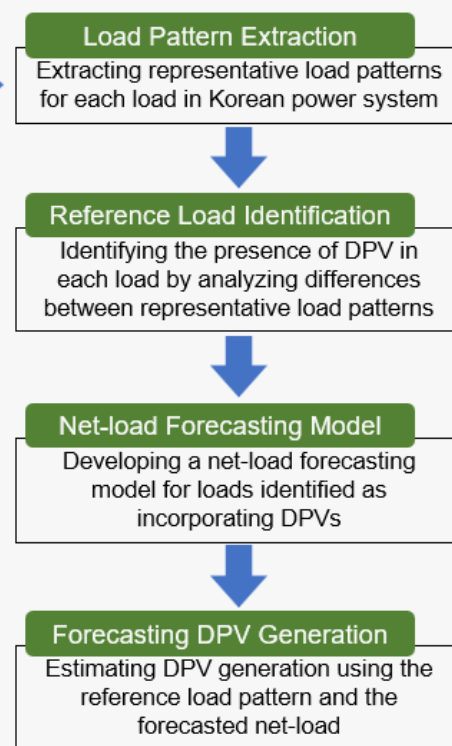 Load Pattern Extraction
Extracting representative load patterns
for each load in Korean power system
Reference Load Identification
Identifying the presence of DPV in
each load by analyzing differences
between representative load patterns
Net-load Forecasting Model
Developing a net-load forecasting
model for loads identified as
incorporating DPVs
Forecasting DPV Generation
Estimating DPV generation using the
reference load pattern and the
forecasted net-load